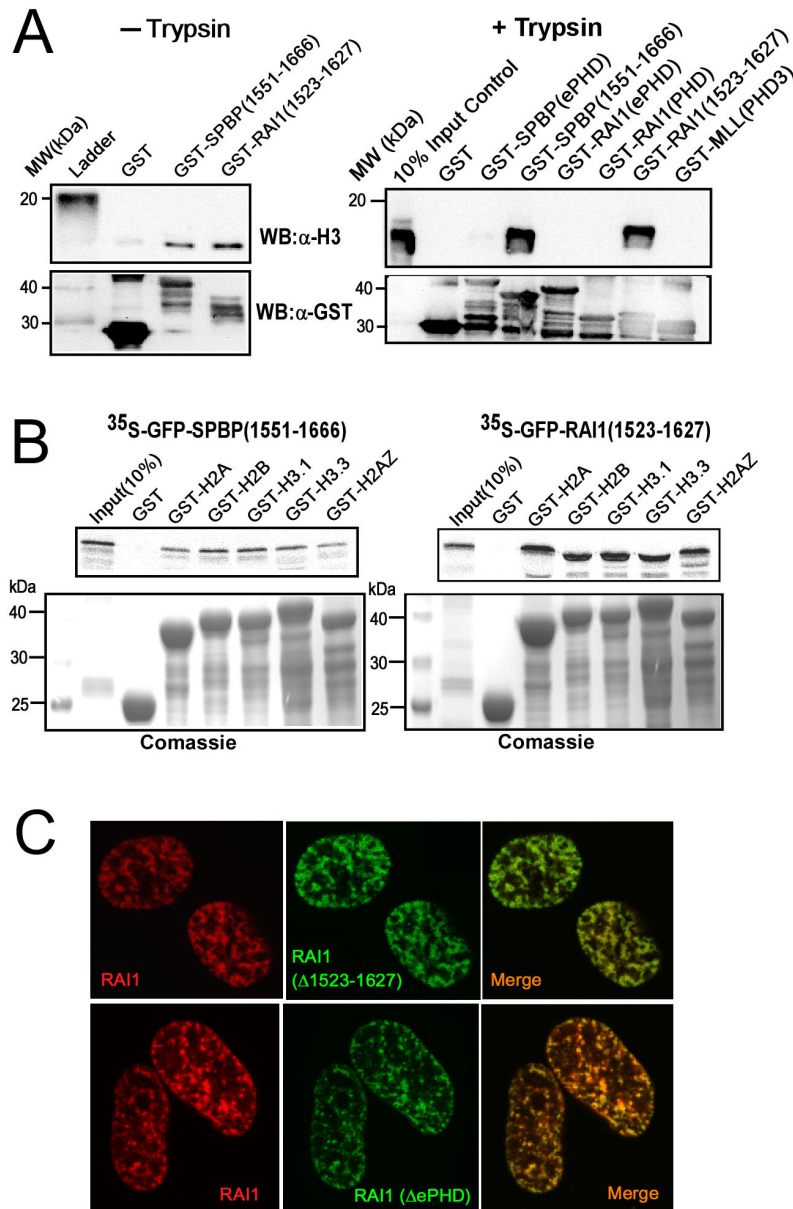 A
– Trypsin
MW(kDa)
Ladder
GST
GST-SPBP(1551-1666)
GST-RAI1(1523-1627)
20
WB:α-H3
40
30
WB:α-GST
+ Trypsin
MW (kDa)
10% Input Control
GST
GST-SPBP(ePHD)
GST-SPBP(1551-1666)
GST-RAI1(ePHD)
GST-RAI1(PHD)
GST-RAI1(1523-1627)
GST-MLL(PHD3)
20
40
30
B
35S-GFP-SPBP(1551-1666)
Input(10%)
GST
GST-H2A
GST-H2B
GST-H3.1
GST-H3.3
GST-H2AZ
kDa
40
30
25
Comassie
35S-GFP-RAI1(1523-1627)
Input(10%)
GST
GST-H2A
GST-H2B
GST-H3.1
GST-H3.3
GST-H2AZ
kDa
40
30
25
Comassie
C
RAI1
RAI1
(Δ1523-1627)
Merge
RAI1
RAI1 (ΔePHD)
Merge